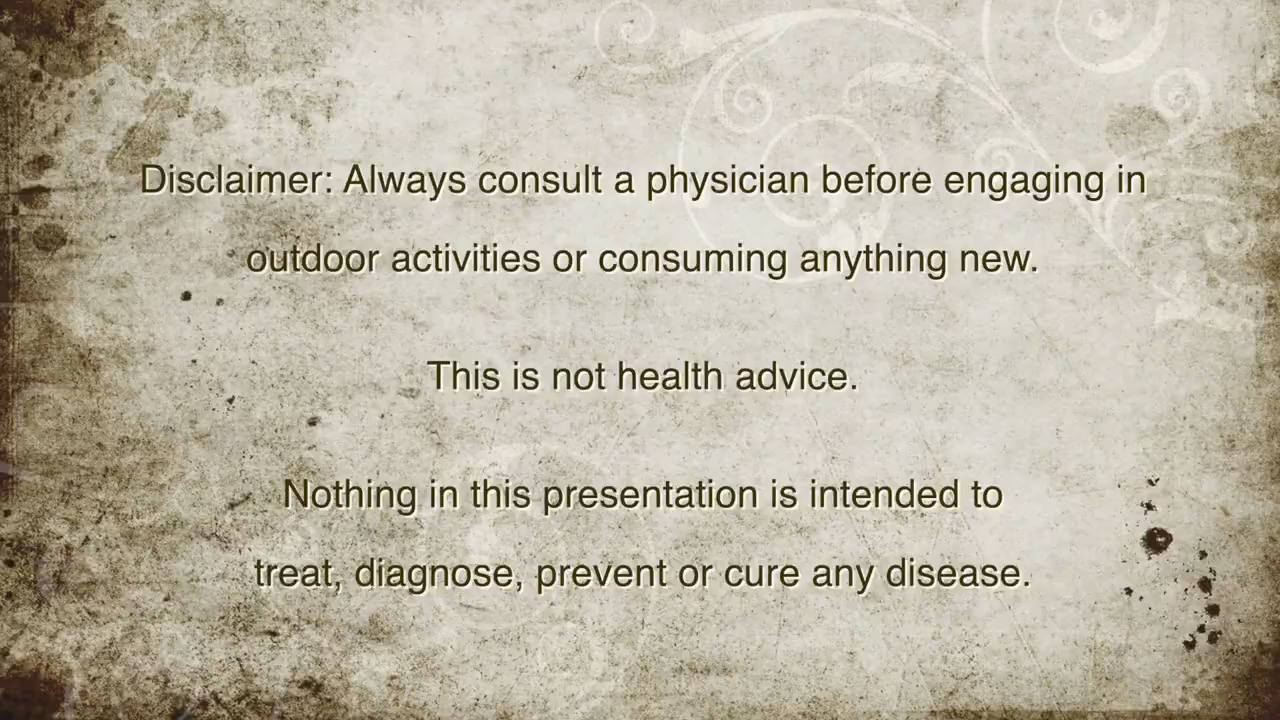 Disclaimer: Always consult a physician before engaging in
outdoor activities or consuming anything new.
This is not health advice.
Nothing in this presentation is intended to
treat, diagnose, prevent or cure any disease.